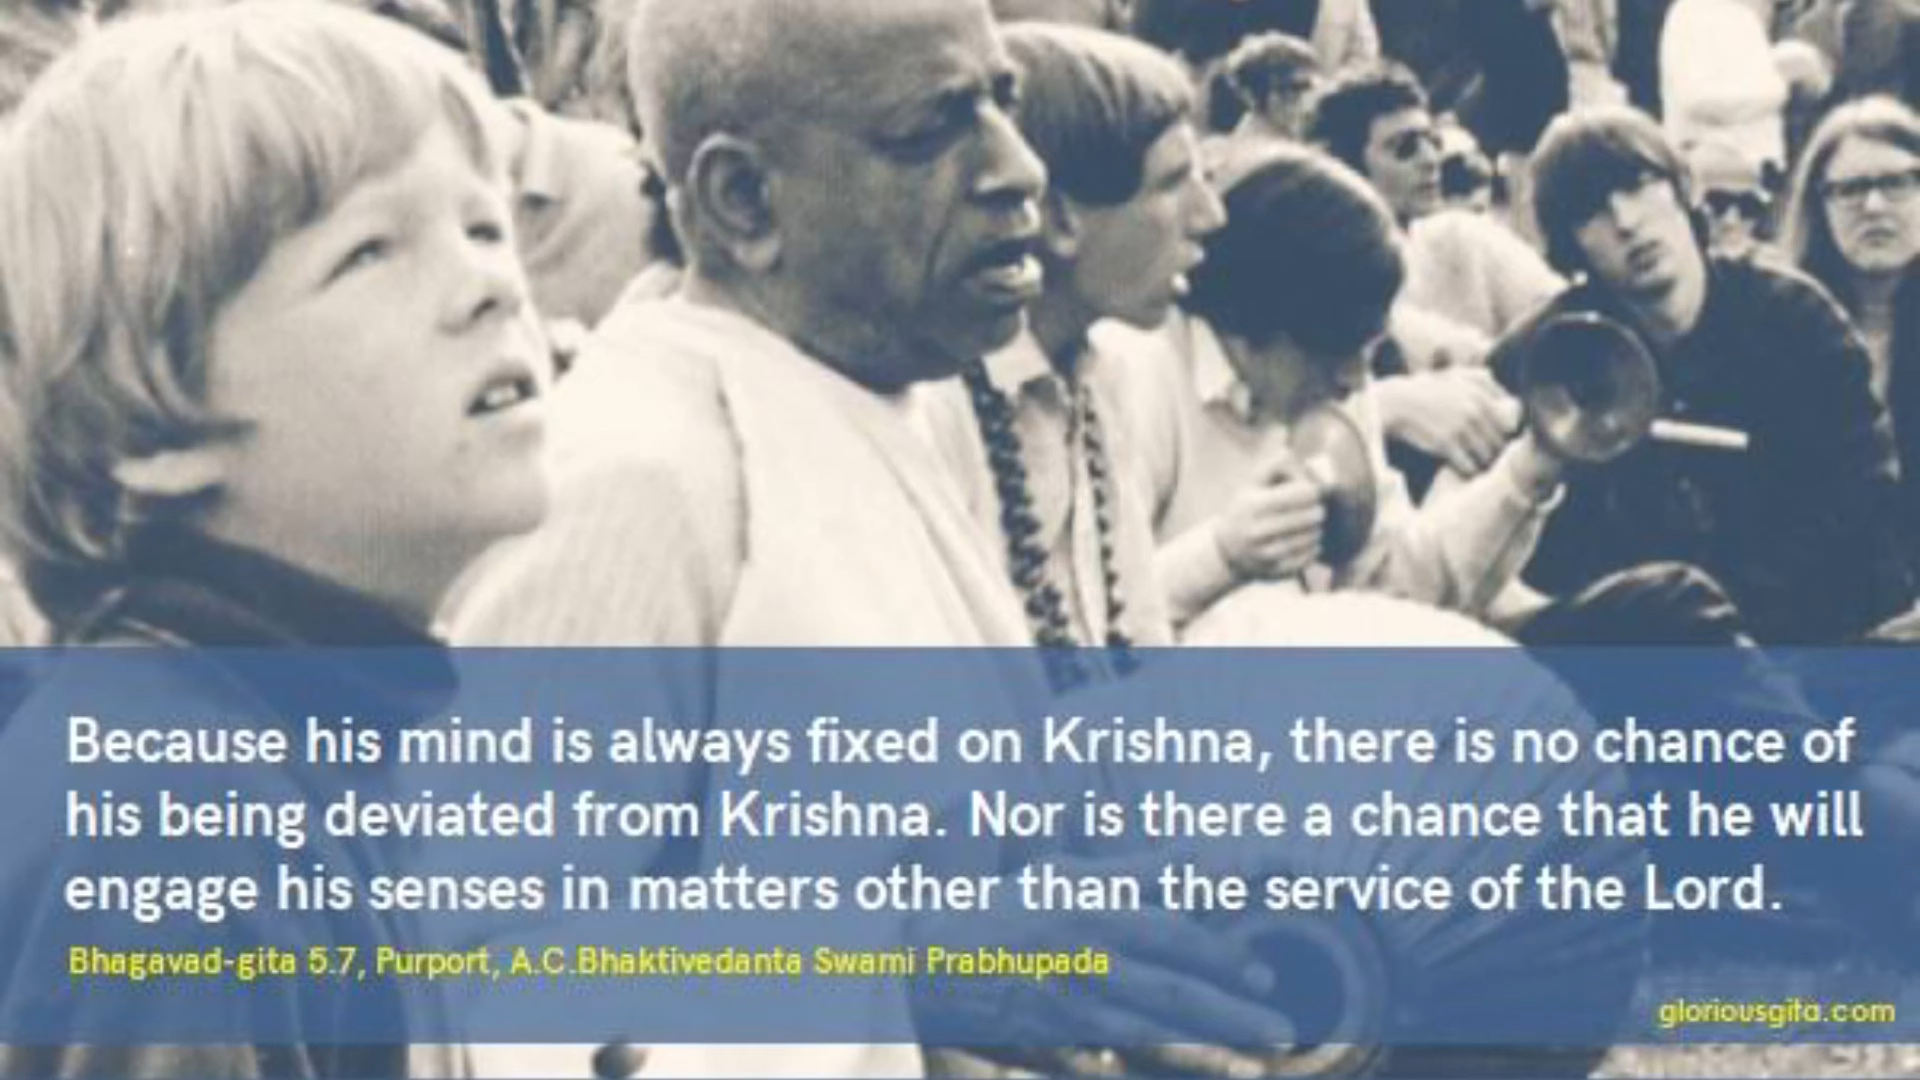 Because his mind is always fixed on Krishna, there is no chance of
his being deviated from Krishna. Nor is there a chance that he will
engage his senses in matters other than the service of the Lord.
Bhagavad-gita 5.7, Purport, A.C.Bhaktivedanta Swami Prabhupada
gloriousgita.com